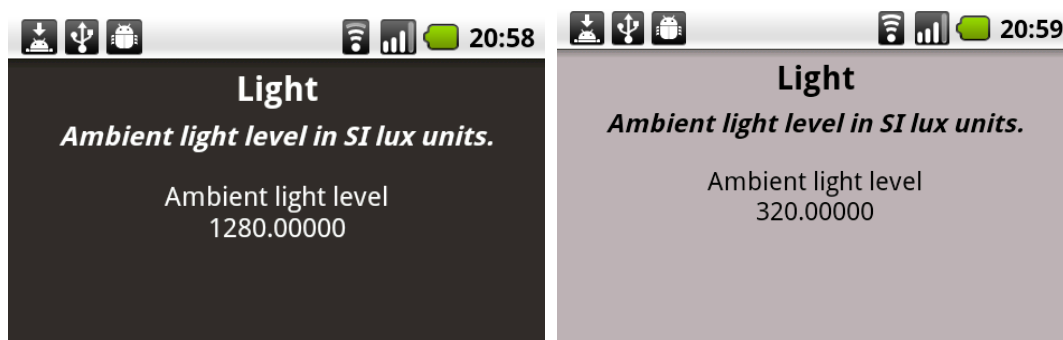 20:58
Light
Ambient light level in SI lux units.
Ambient light level
1280.00000
20:59
Light
Ambient light level in SI lux units.
Ambient light level
320.00000